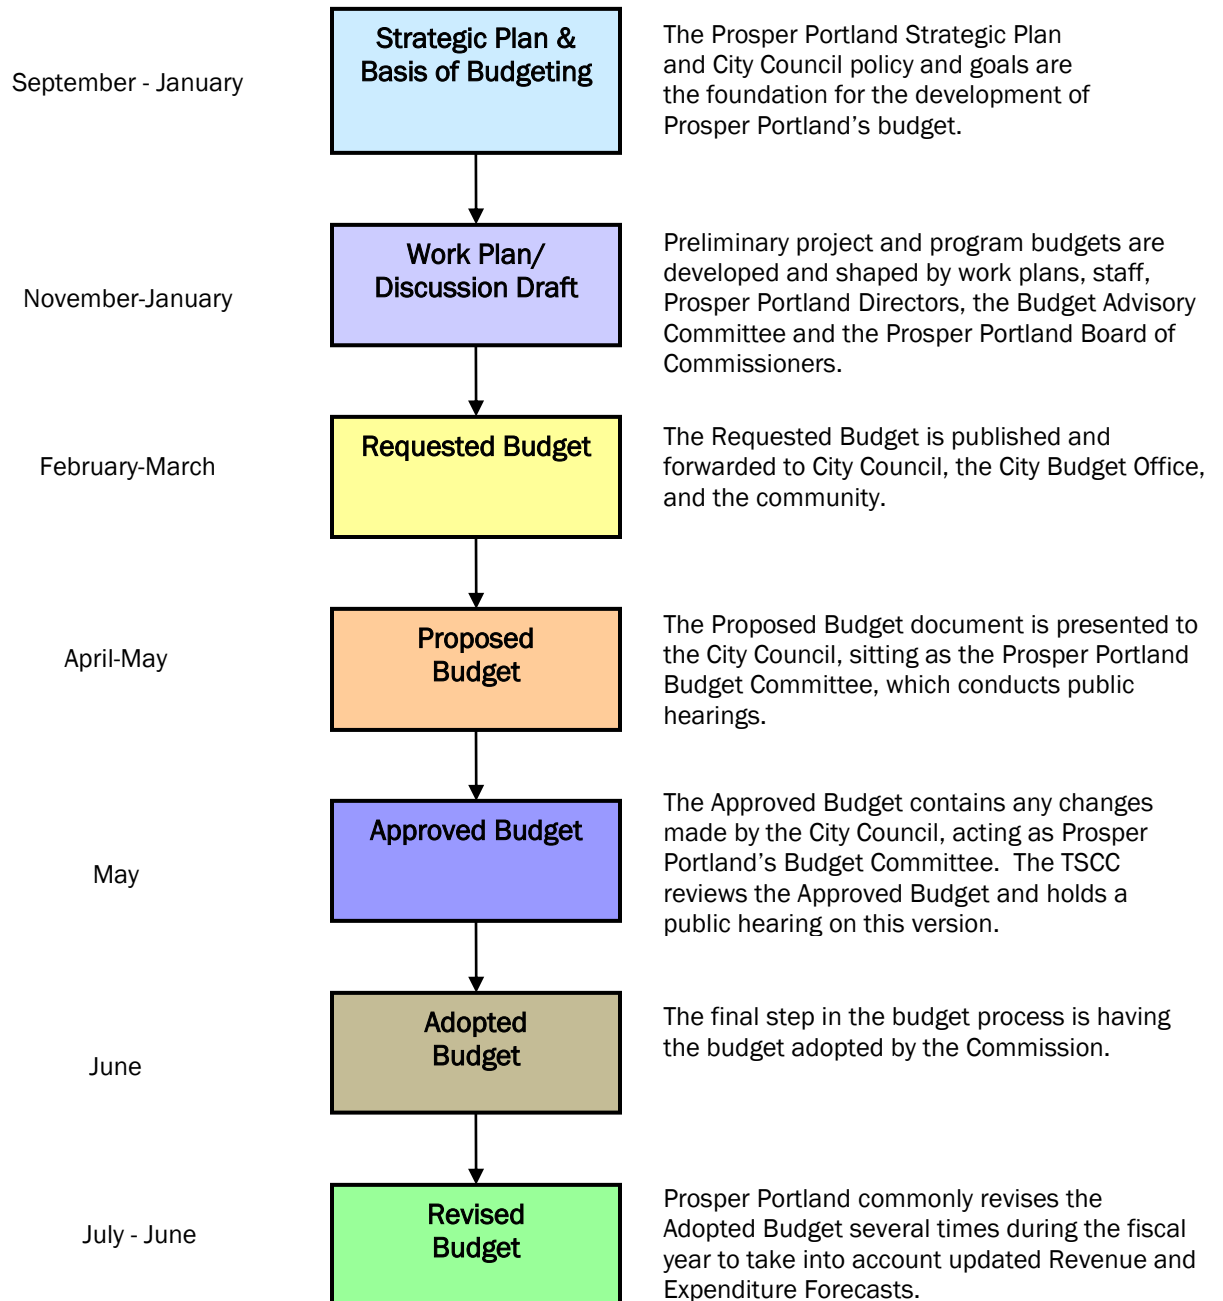 September - January
Strategic Plan &
Basis of Budgeting
The Prosper Portland Strategic Plan
and City Council policy and goals are
the foundation for the development of
Prosper Portland’s budget.
November-January
Work Plan/
Discussion Draft
Preliminary project and program budgets are
developed and shaped by work plans, staff,
Prosper Portland Directors, the Budget Advisory
Committee and the Prosper Portland Board of
Commissioners.
February-March
Requested Budget
The Requested Budget is published and
forwarded to City Council, the City Budget Office,
and the community.
April-May
Proposed
Budget
The Proposed Budget document is presented to
the City Council, sitting as the Prosper Portland
Budget Committee, which conducts public
hearings.
May
Approved Budget
The Approved Budget contains any changes
made by the City Council, acting as Prosper
Portland’s Budget Committee.  The TSCC
reviews the Approved Budget and holds a
public hearing on this version.
June
Adopted
Budget
The final step in the budget process is having
the budget adopted by the Commission.
July - June
Revised
Budget
Prosper Portland commonly revises the
Adopted Budget several times during the fiscal
year to take into account updated Revenue and
Expenditure Forecasts.